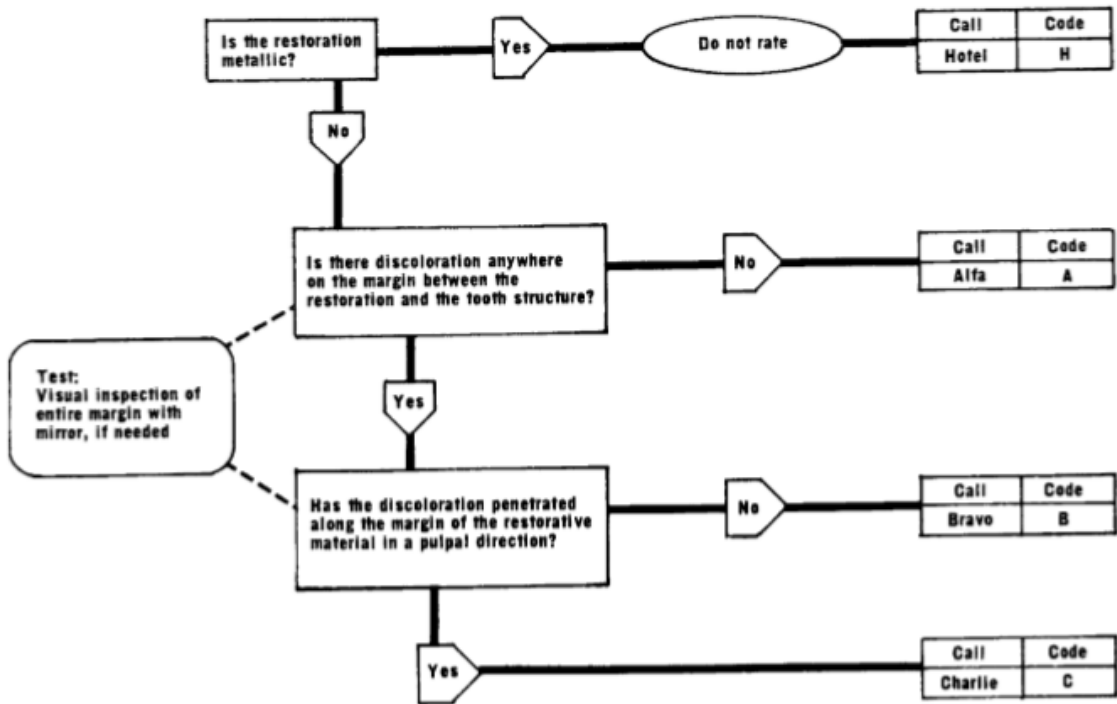 Is the restoration
metallic?
Yes
Do not rate
Call Code
Hotel H
No
Is there discoloration anywhere
on the margin between the
restoration and the tooth structure?
No
Call Code
Alfa A
Test:
Visual inspection of
entire margin with
mirror, if needed
Yes
Has the discoloration penetrated
along the margin of the restorative
material in a pulpal direction?
No
Call Code
Bravo B
Yes
Call Code
Charlie C